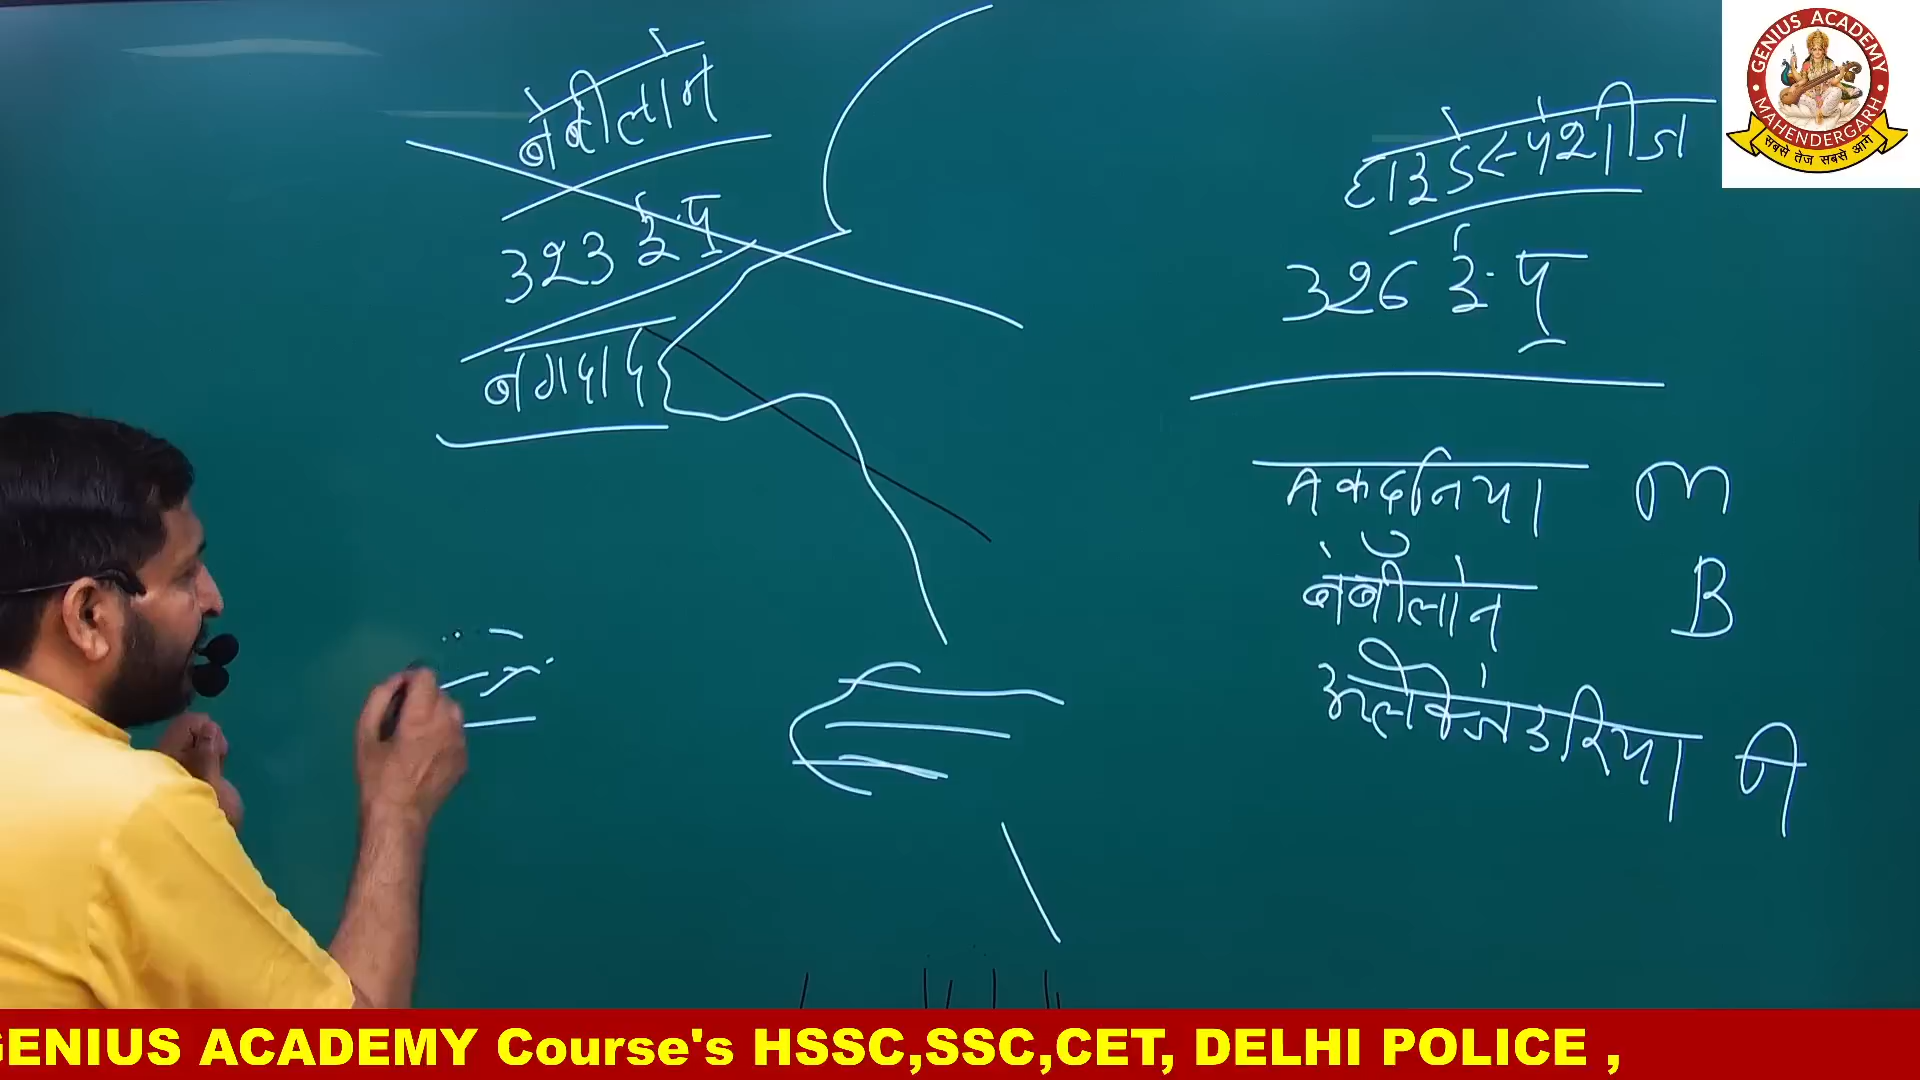 बेबीलोन
323 ई.पू
बगदाद
हाइडेस्पेशीज
326 ई.पू
मकदुनिया M
बेबीलोन B
अलेक्जेंडरिया अ
GENIUS ACADEMY
MAHENDERGARH
सबसे तेज सबसे आगे
GENIUS ACADEMY Course's HSSC,SSC,CET, DELHI POLICE ,